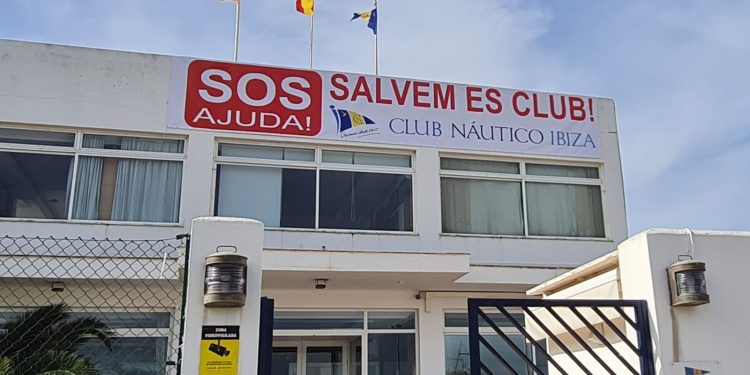 SOS
AJUDA!
SALVEM ES CLUB!
CLUB NÁUTICO IBIZA
ZONA
VIDEOVIGILADA